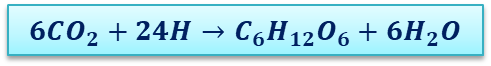 6CO₂ + 24H → C₆H₁₂O₆ + 6H₂O